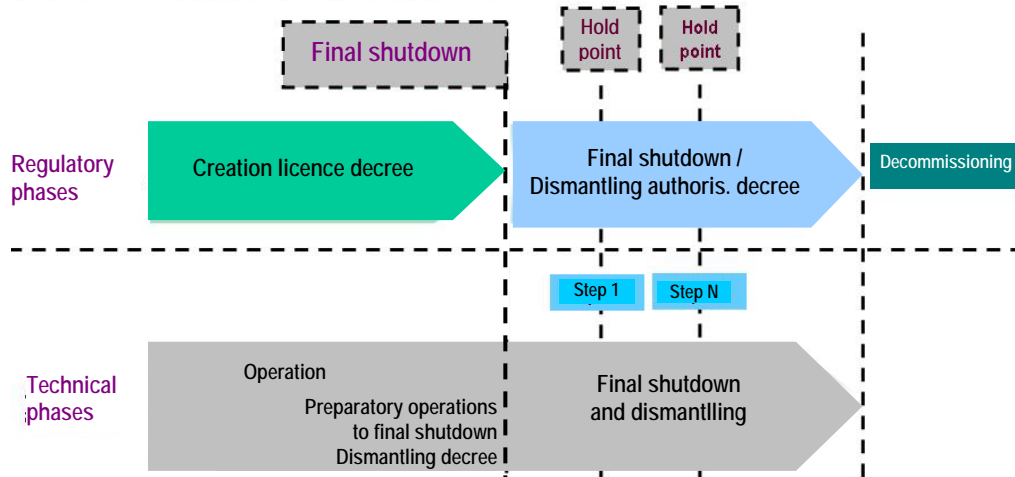 Final shutdown
Hold
point
Hold
point
Regulatory
phases
Creation licence decree
Final shutdown /
Dismantling authoris. decree
Decommissioning
Step 1
Step N
Technical
phases
Operation
Preparatory operations
to final shutdown
Dismantling decree
Final shutdown
and dismantlling